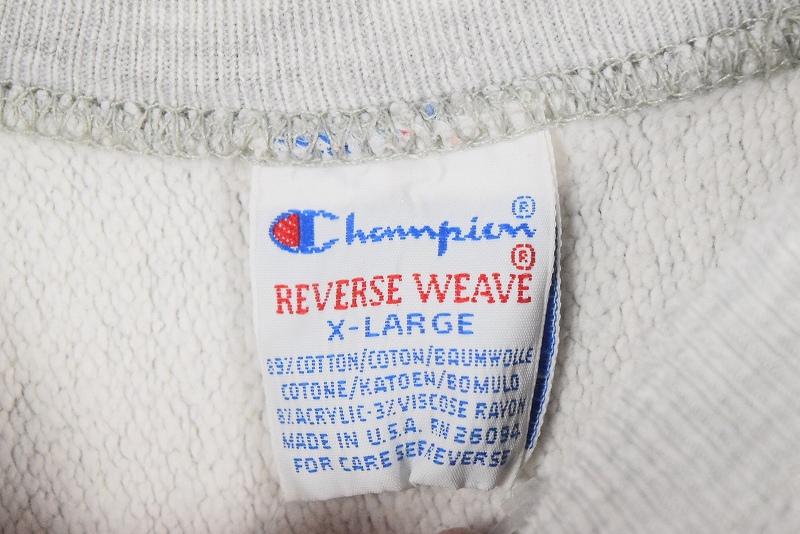 Champion®
REVERSE WEAVE®
X-LARGE
89%COTTON/COTON/BAUMWOLLE
COTONE/KATOEN/BOMULD
8%ACRYLIC-3%VISCOSE RAYON
MADE IN U.S.A. RN 26094
FOR CARE SEE/EVERSE